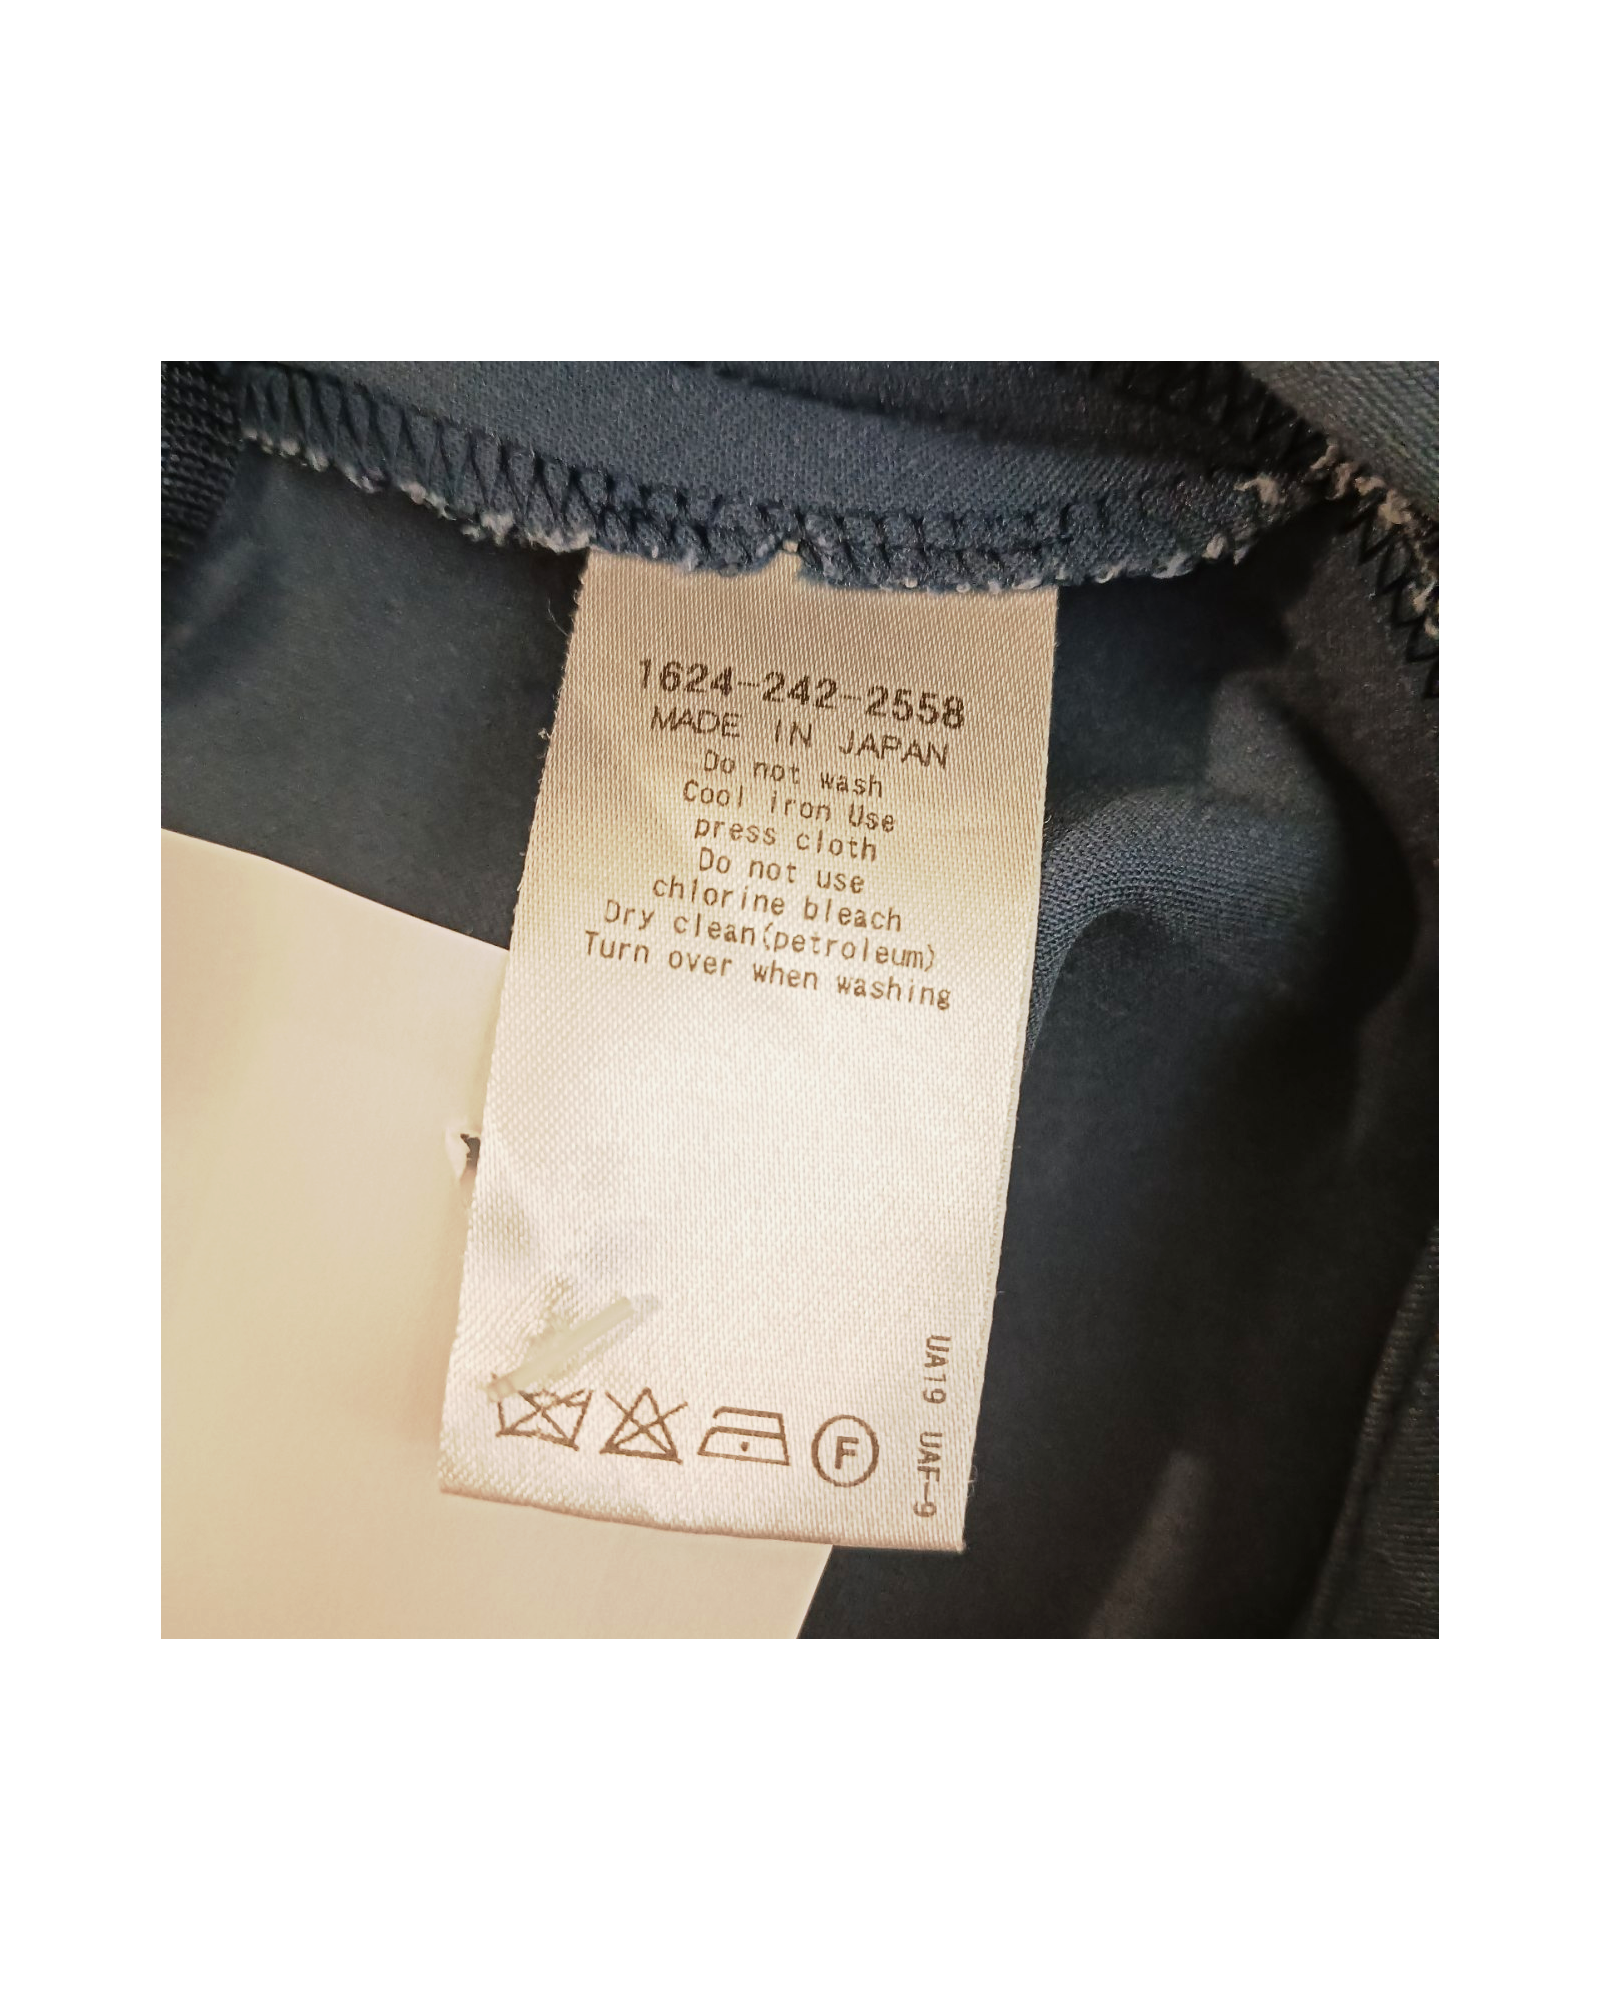 1624-242-2558
MADE IN JAPAN
Do not wash
Cool iron Use
press cloth
Do not use
chlorine bleach
Dry clean(petroleum)
Turn over when washing
UA19 UAF-9
F